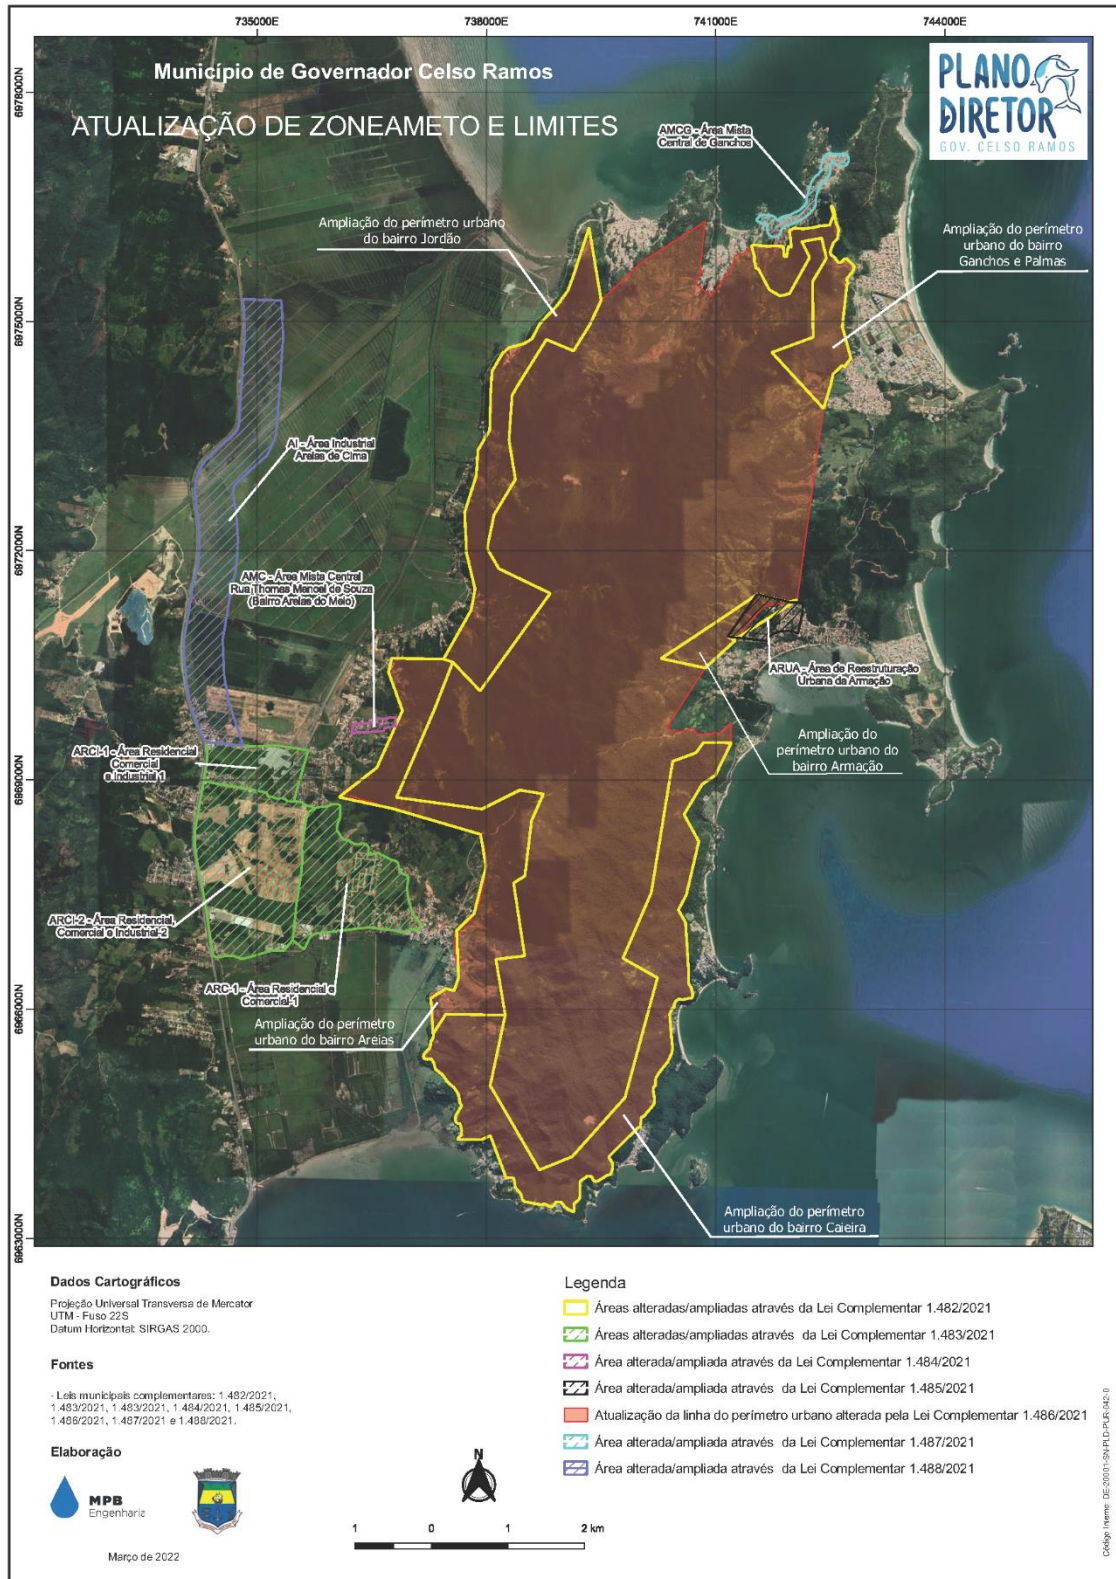 735000E
738000E
741000E
744000E
Município de Governador Celso Ramos
ATUALIZAÇÃO DE ZONEAMETO E LIMITES
PLANO
DIRETOR
GOV. CELSO RAMOS
6978000N
6975000N
6972000N
6969000N
6966000N
6963000N
AMCG - Área Mista
Central de Ganchos
Ampliação do perímetro urbano
do bairro Jordão
Ampliação do perímetro
urbano do bairro
Ganchos e Palmas
AI - Área Industrial
Areias de Cima
AMC - Área Mista Central
Rua Thomas Manoel de Souza
(Bairro Areias do Meio)
ARUA - Área de Reestruturação
Urbana da Armação
ARCI-1 - Área Residencial
Comercial
e Industrial-1
Ampliação do
perímetro urbano do
bairro Armação
ARCI-2 - Área Residencial,
Comercial e Industrial-2
ARC-1 - Área Residencial e
Comercial-1
Ampliação do perímetro
urbano do bairro Areias
Ampliação do perímetro
urbano do bairro Caieira
Dados Cartográficos
Projeção Universal Transversa de Mercator
UTM - Fuso 22S
Datum Horizontal: SIRGAS 2000.
Fontes
- Leis municipais complementares: 1.482/2021,
1.483/2021, 1.483/2021, 1.484/2021, 1.485/2021,
1.486/2021, 1.487/2021 e 1.488/2021.
Elaboração
MPB
Engenharia
Março de 2022
N
1 0 1 2 km
Legenda
Áreas alteradas/ampliadas através da Lei Complementar 1.482/2021
Áreas alteradas/ampliadas através da Lei Complementar 1.483/2021
Área alterada/ampliada através da Lei Complementar 1.484/2021
Área alterada/ampliada através da Lei Complementar 1.485/2021
Atualização da linha do perímetro urbano alterada pela Lei Complementar 1.486/2021
Área alterada/ampliada através da Lei Complementar 1.487/2021
Área alterada/ampliada através da Lei Complementar 1.488/2021
Código Interno: DE-20001-SN-PLD-PUR-042-0